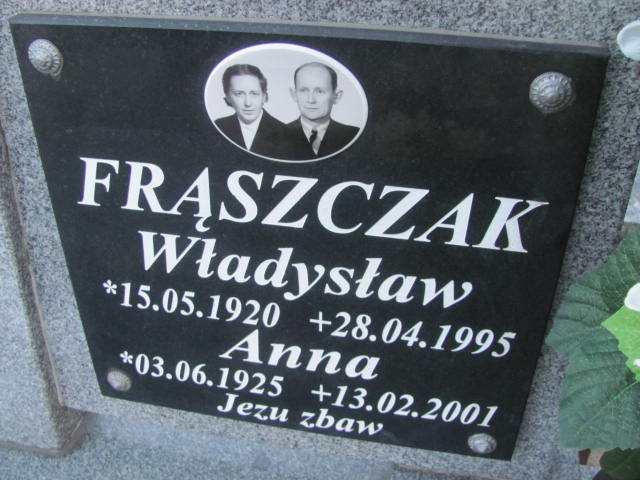 FRĄSZCZAK
Władysław
*15.05.1920 +28.04.1995
Anna
*03.06.1925 +13.02.2001
Jezu zbaw